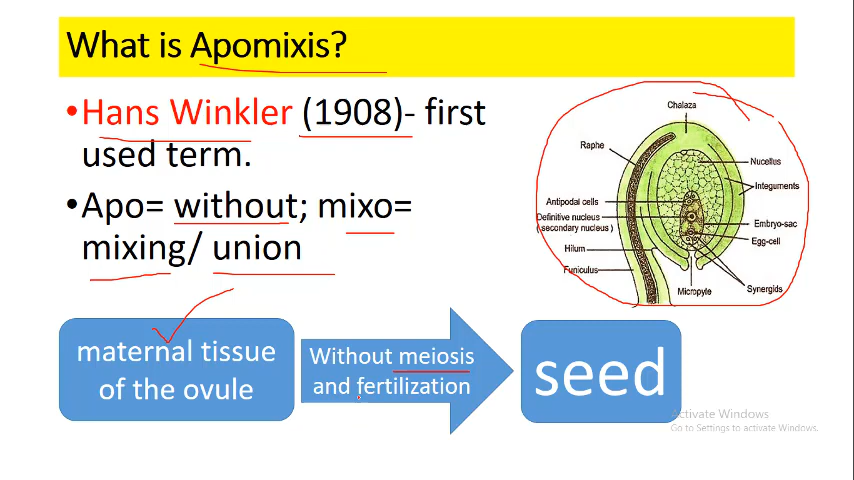 What is Apomixis?
•Hans Winkler (1908)- first
used term.
•Apo= without; mixo=
mixing/ union
Chalaza
Raphe
Nucellus
Integuments
Antipodal cells
Definitive nucleus
(secondary nucleus)
Embryo-sac
Egg-cell
Hilum
Funiculus
Micropyle
Synergids
maternal tissue
of the ovule
Without meiosis
and fertilization
seed
Activate Windows
Go to Settings to activate Windows.